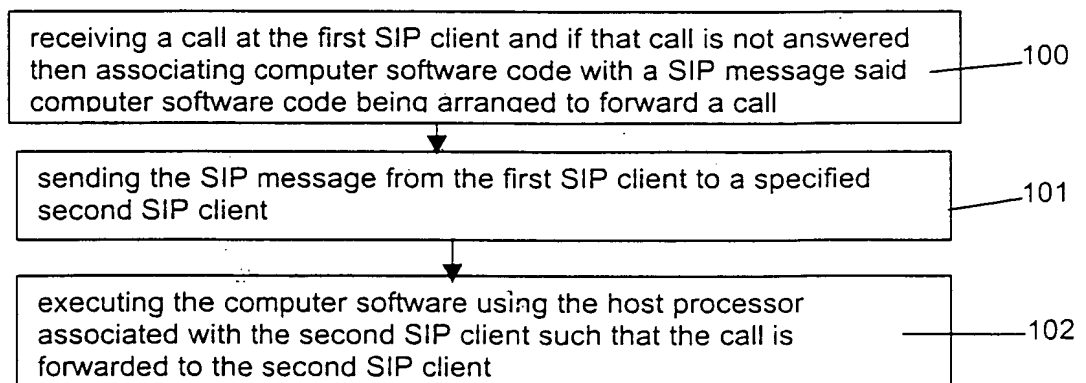 receiving a call at the first SIP client and if that call is not answered
then associating computer software code with a SIP message said
computer software code being arranged to forward a call
100
sending the SIP message from the first SIP client to a specified
second SIP client
101
executing the computer software using the host processor
associated with the second SIP client such that the call is
forwarded to the second SIP client
102